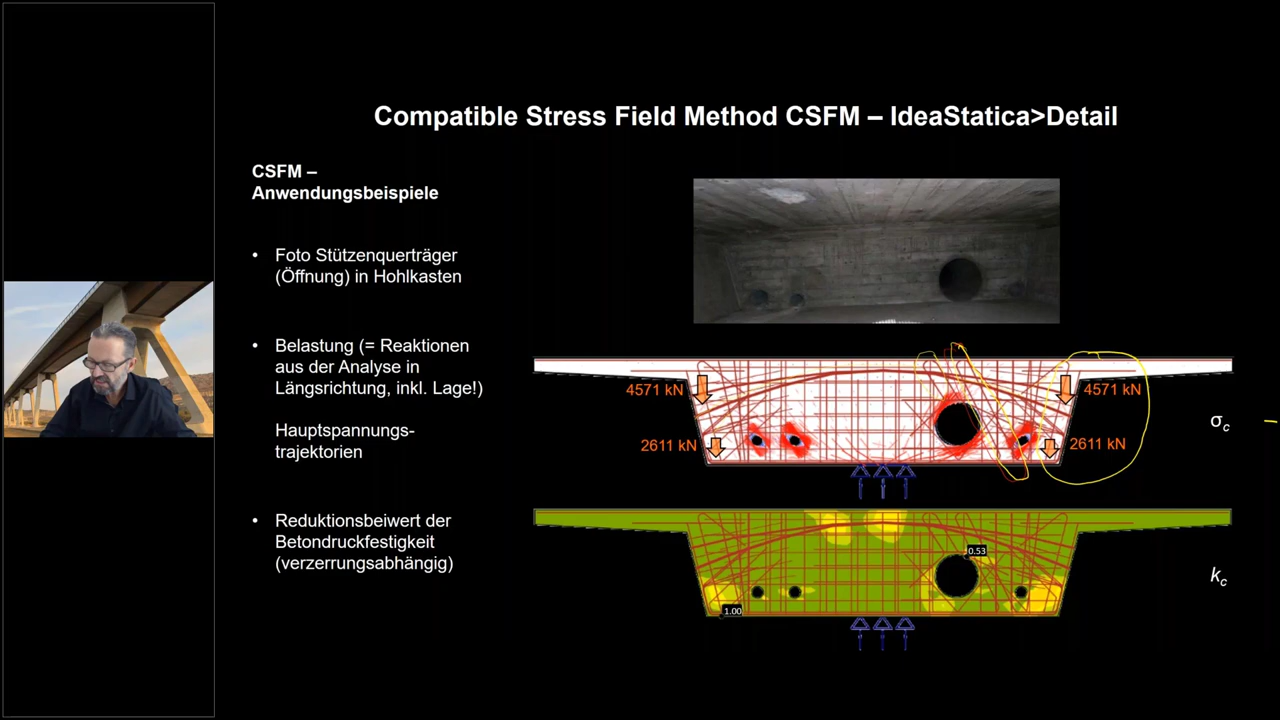 Compatible Stress Field Method CSFM – IdeaStatica>Detail
CSFM –
Anwendungsbeispiele
• Foto Stützenquerträger
(Öffnung) in Hohlkasten
• Belastung (= Reaktionen
aus der Analyse in
Längsrichtung, inkl. Lage!)
Hauptspannungs-
trajektorien
• Reduktionsbeiwert der
Betondruckfestigkeit
(verzerrungsabhängig)
4571 kN
4571 kN
2611 kN
2611 kN
σc
0.53
1.00
kc